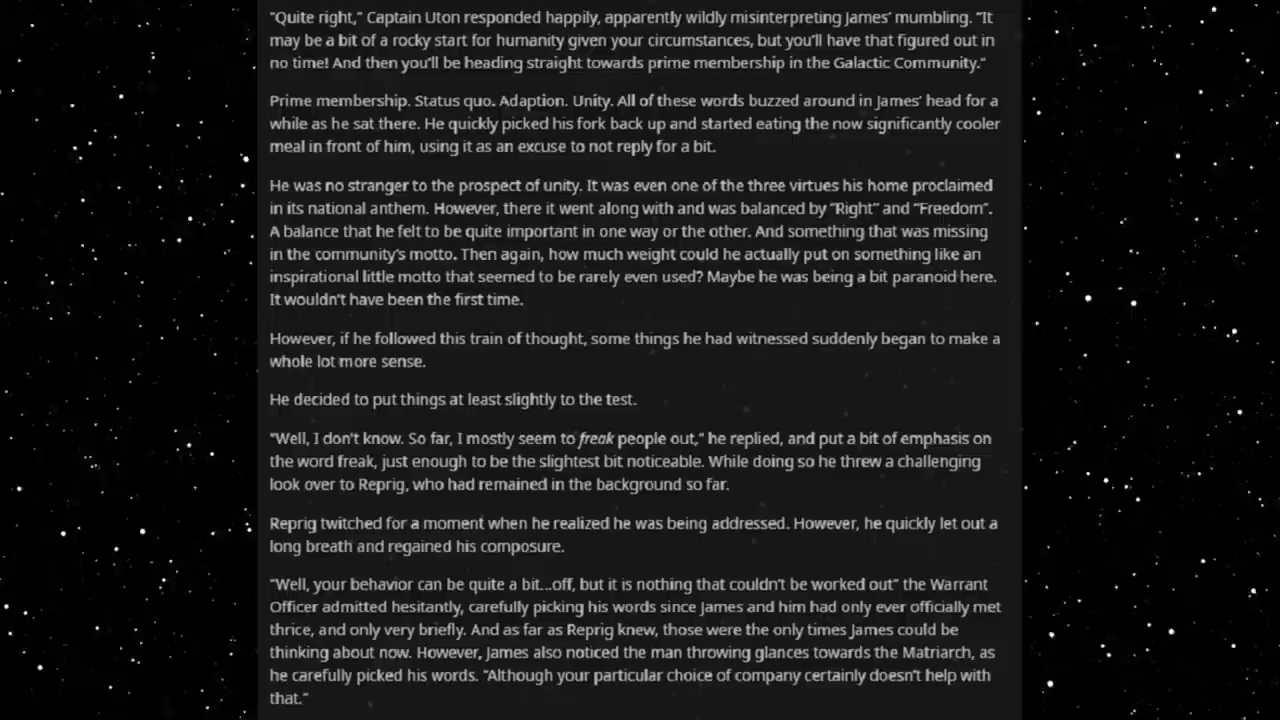 “Quite right,” Captain Uton responded happily, apparently wildly misinterpreting James’ mumbling. “It
may be a bit of a rocky start for humanity given your circumstances, but you’ll have that figured out in
no time! And then you’ll be heading straight towards prime membership in the Galactic Community.”
Prime membership. Status quo. Adaption. Unity. All of these words buzzed around in James’ head for a
while as he sat there. He quickly picked his fork back up and started eating the now significantly cooler
meal in front of him, using it as an excuse to not reply for a bit.
He was no stranger to the prospect of unity. It was even one of the three virtues his home proclaimed
in its national anthem. However, there it went along with and was balanced by “Right” and “Freedom”.
A balance that he felt to be quite important in one way or the other. And something that was missing
in the community’s motto. Then again, how much weight could he actually put on something like an
inspirational little motto that seemed to be rarely even used? Maybe he was being a bit paranoid here.
It wouldn’t have been the first time.
However, if he followed this train of thought, some things he had witnessed suddenly began to make a
whole lot more sense.
He decided to put things at least slightly to the test.
“Well, I don’t know. So far, I mostly seem to freak people out,” he replied, and put a bit of emphasis on
the word freak, just enough to be the slightest bit noticeable. While doing so he threw a challenging
look over to Reprig, who had remained in the background so far.
Reprig twitched for a moment when he realized he was being addressed. However, he quickly let out a
long breath and regained his composure.
“Well, your behavior can be quite a bit...off, but it is nothing that couldn’t be worked out” the Warrant
Officer admitted hesitantly, carefully picking his words since James and him had only ever officially met
thrice, and only very briefly. And as far as Reprig knew, those were the only times James could be
thinking about now. However, James also noticed the man throwing glances towards the Matriarch, as
he carefully picked his words. “Although your particular choice of company certainly doesn’t help with
that.”